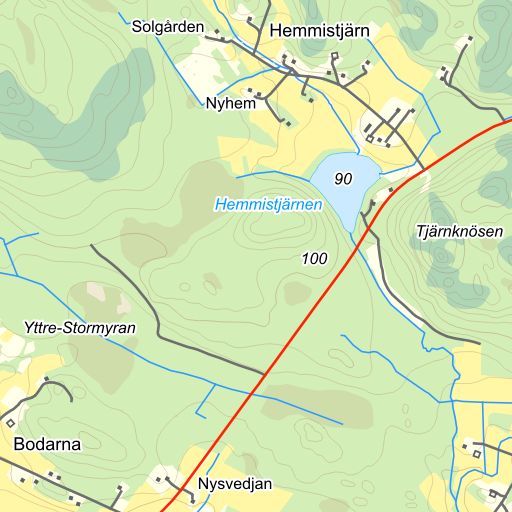 Solgården
Hemmistjärn
Nyhem
90
Hemmistjärnen
Tjärnknösen
100
Yttre-Stormyran
Bodarna
Nysvedjan